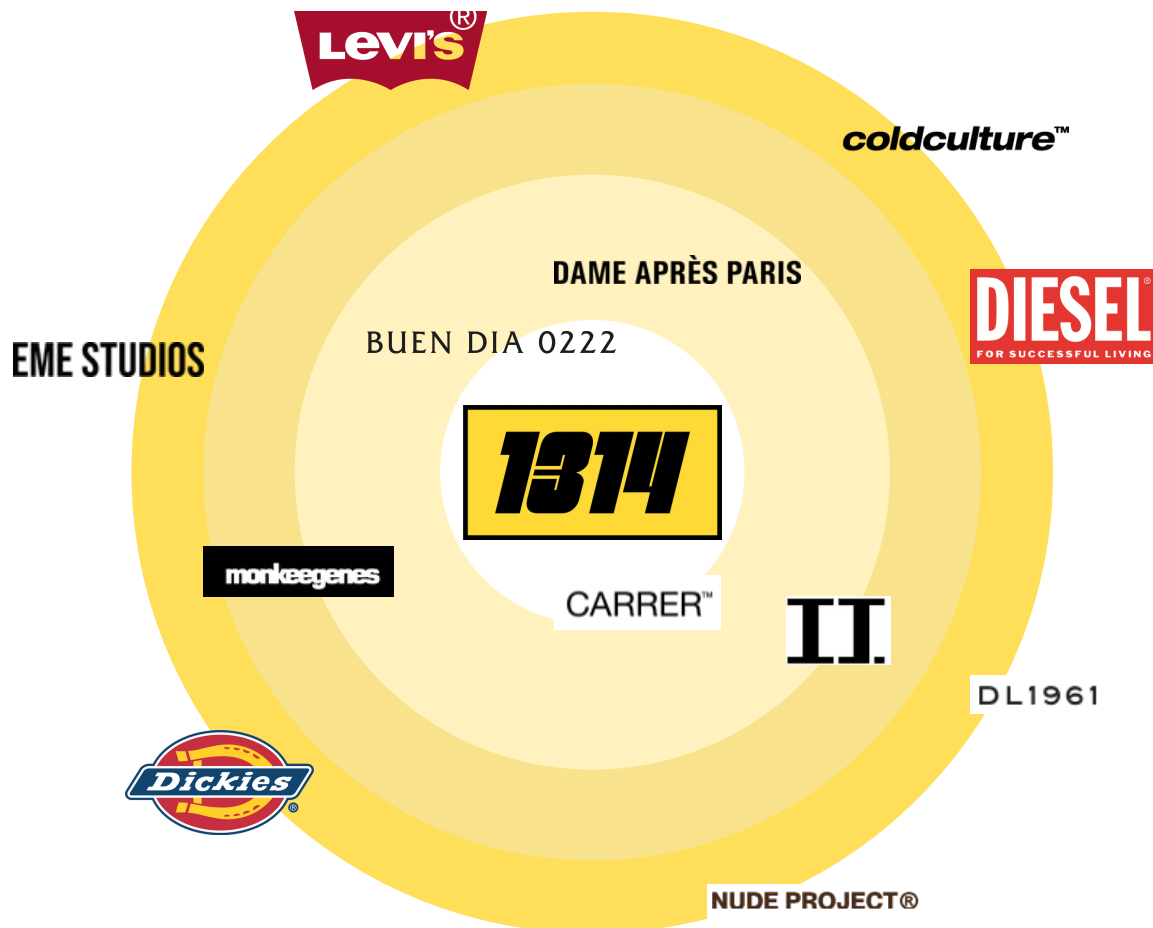 LEVI'S®
coldculture™
DAME APRÈS PARIS
DIESEL®
FOR SUCCESSFUL LIVING
BUEN DIA 0222
EME STUDIOS
1314
monkeegenes
CARRER™
II.
DL1961
Dickies®
NUDE PROJECT®